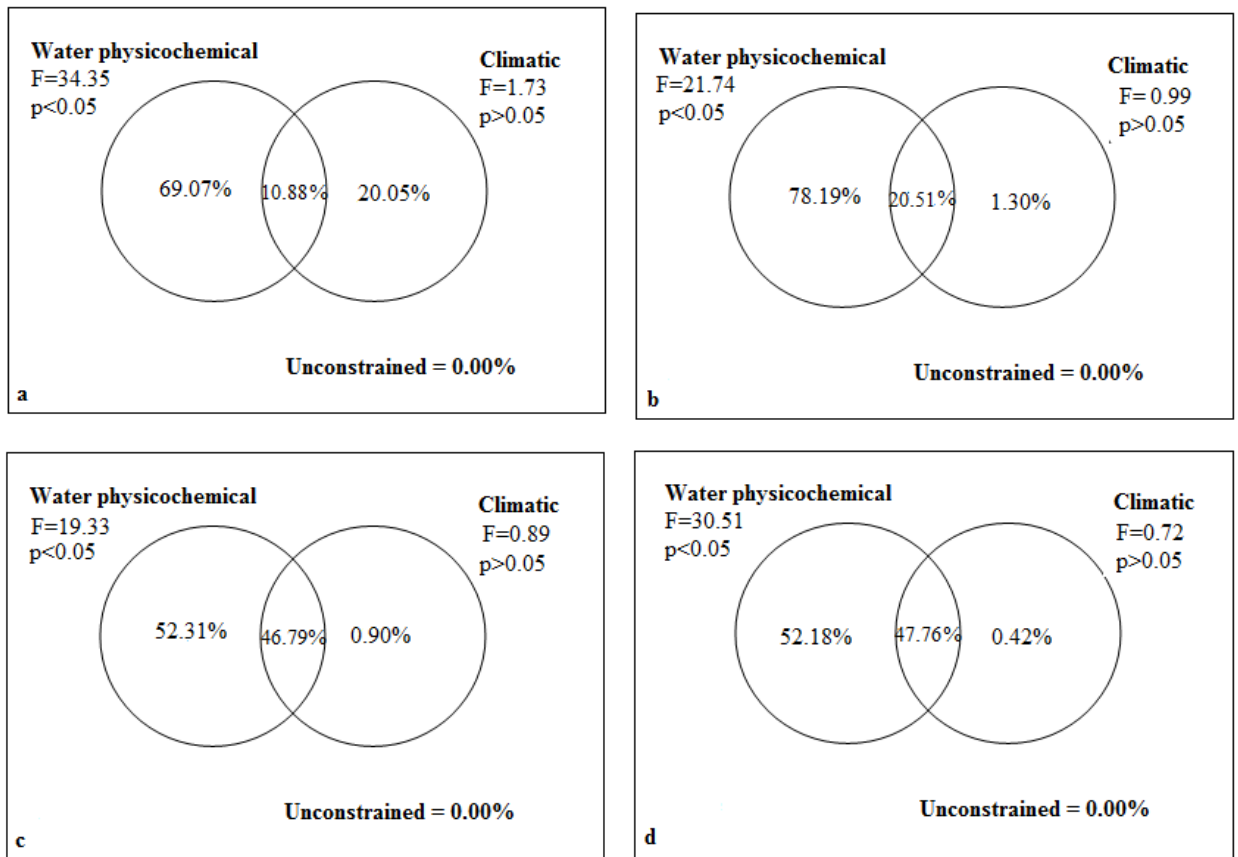 Water physicochemical
F=34.35
p<0.05
Climatic
F=1.73
p>0.05
69.07%
10.88%
20.05%
Unconstrained = 0.00%
a
Water physicochemical
F=21.74
p<0.05
Climatic
F= 0.99
p>0.05
78.19%
20.51%
1.30%
Unconstrained = 0.00%
b
Water physicochemical
F=19.33
p<0.05
Climatic
F=0.89
p>0.05
52.31%
46.79%
0.90%
Unconstrained = 0.00%
c
Water physicochemical
F=30.51
p<0.05
Climatic
F=0.72
p>0.05
52.18%
47.76%
0.42%
Unconstrained = 0.00%
d